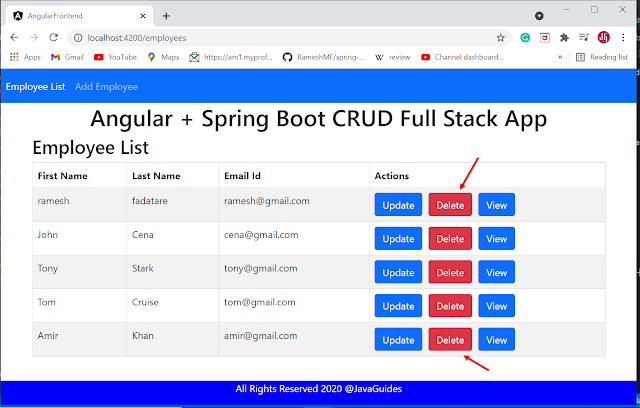 AngularFrontend
localhost:4200/employees
Apps Gmail YouTube Maps https://am1.myprof... RameshMF/spring-... W review Channel dashboard... » Reading list
Employee List Add Employee
Angular + Spring Boot CRUD Full Stack App
Employee List
First Name Last Name Email Id Actions
ramesh fadatare ramesh@gmail.com Update Delete View
John Cena cena@gmail.com Update Delete View
Tony Stark tony@gmail.com Update Delete View
Tom Cruise tom@gmail.com Update Delete View
Amir Khan amir@gmail.com Update Delete View
All Rights Reserved 2020 @JavaGuides